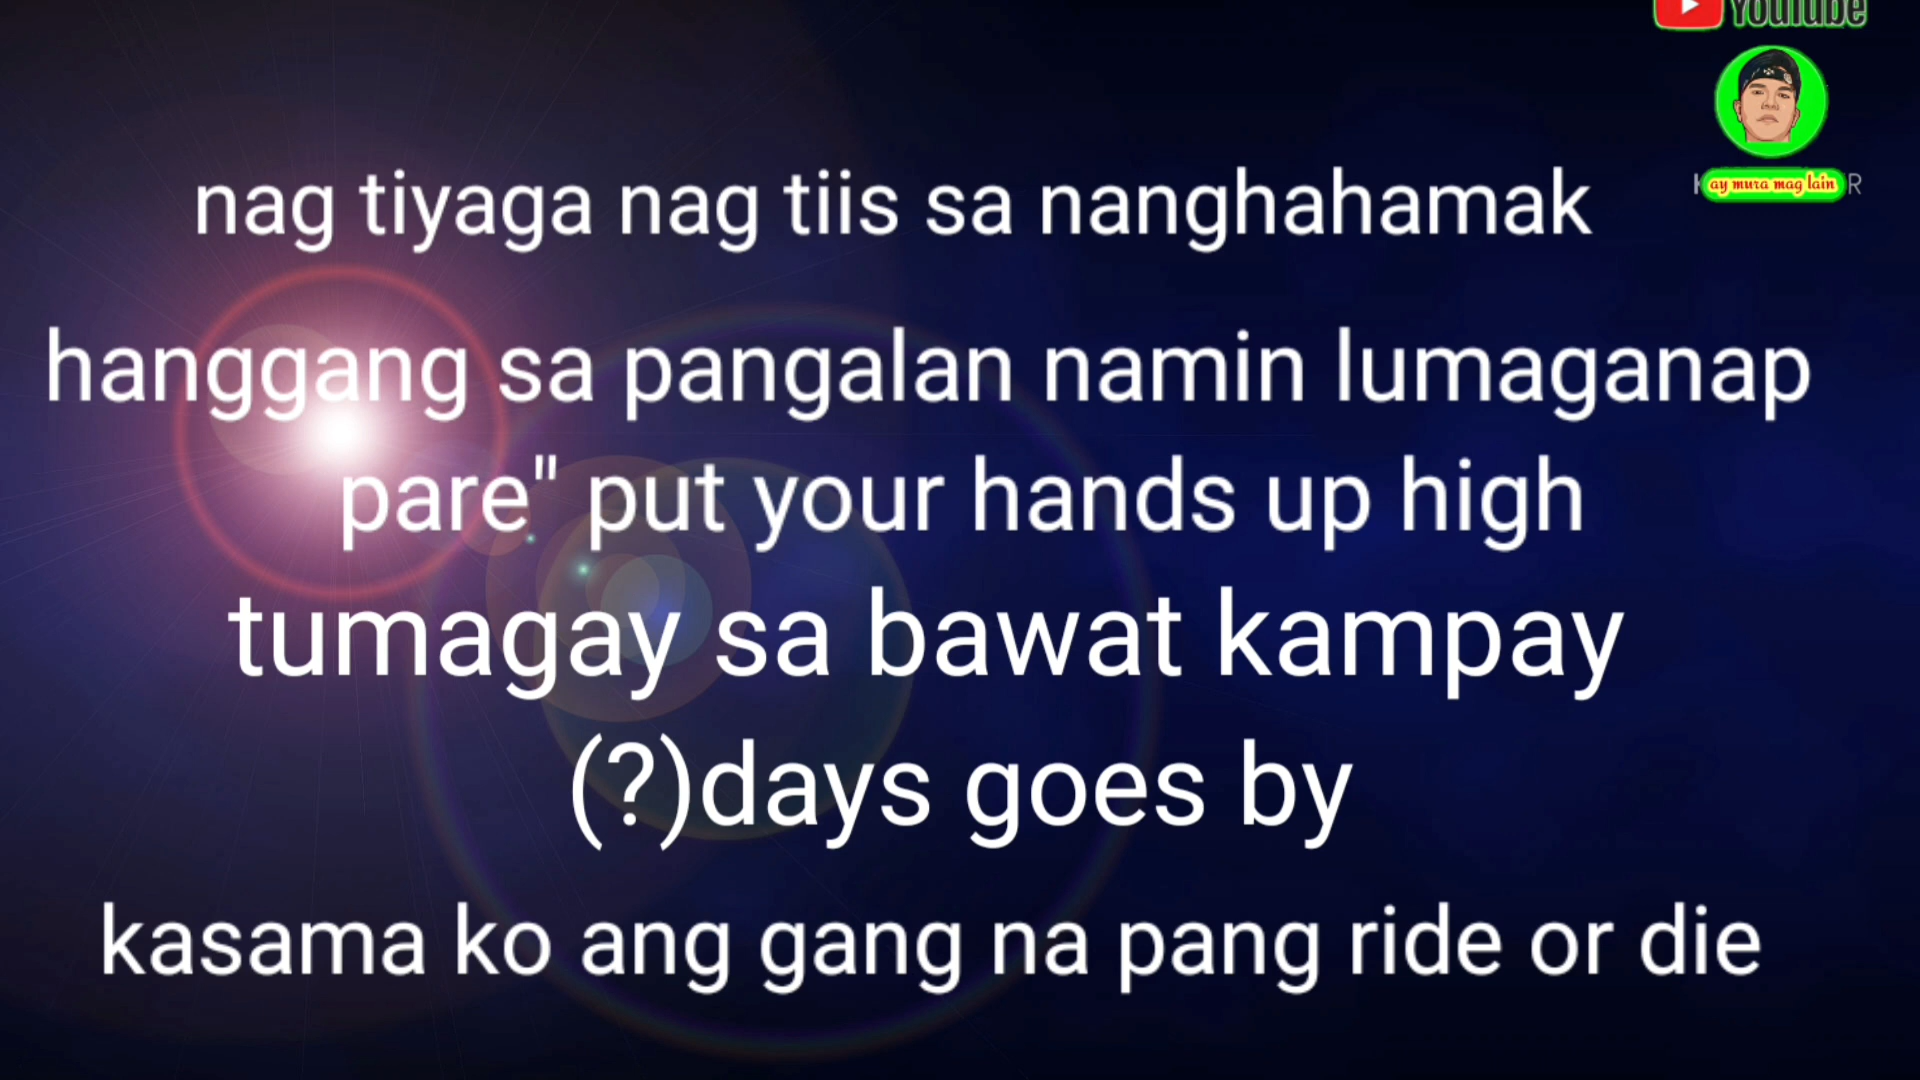 YouTube
ay mura mag lain
nag tiyaga nag tiis sa nanghahamak
hanggang sa pangalan namin lumaganap
pare" put your hands up high
tumagay sa bawat kampay
(?)days goes by
kasama ko ang gang na pang ride or die